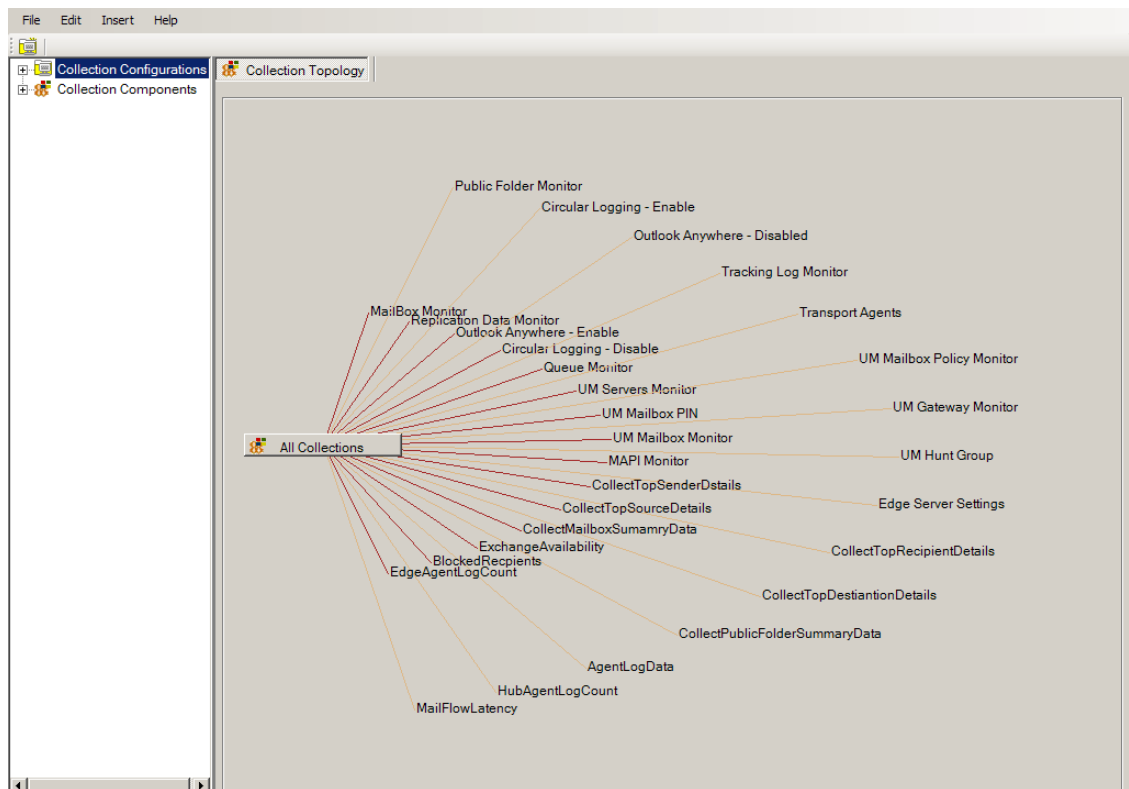 File Edit Insert Help
Collection Configurations
Collection Components
Collection Topology
Public Folder Monitor
Circular Logging - Enable
Outlook Anywhere - Disabled
Tracking Log Monitor
Transport Agents
MailBox Monitor
Replication Data Monitor
Outlook Anywhere - Enable
Circular Logging - Disable
UM Mailbox Policy Monitor
Queue Monitor
UM Servers Monitor
UM Gateway Monitor
UM Mailbox PIN
UM Mailbox Monitor
All Collections
UM Hunt Group
MAPI Monitor
CollectTopSenderDstails
Edge Server Settings
CollectTopSourceDetails
CollectMailboxSumamryData
ExchangeAvailability
CollectTopRecipientDetails
BlockedRecpients
EdgeAgentLogCount
CollectTopDestiantionDetails
CollectPublicFolderSummaryData
AgentLogData
HubAgentLogCount
MailFlowLatency